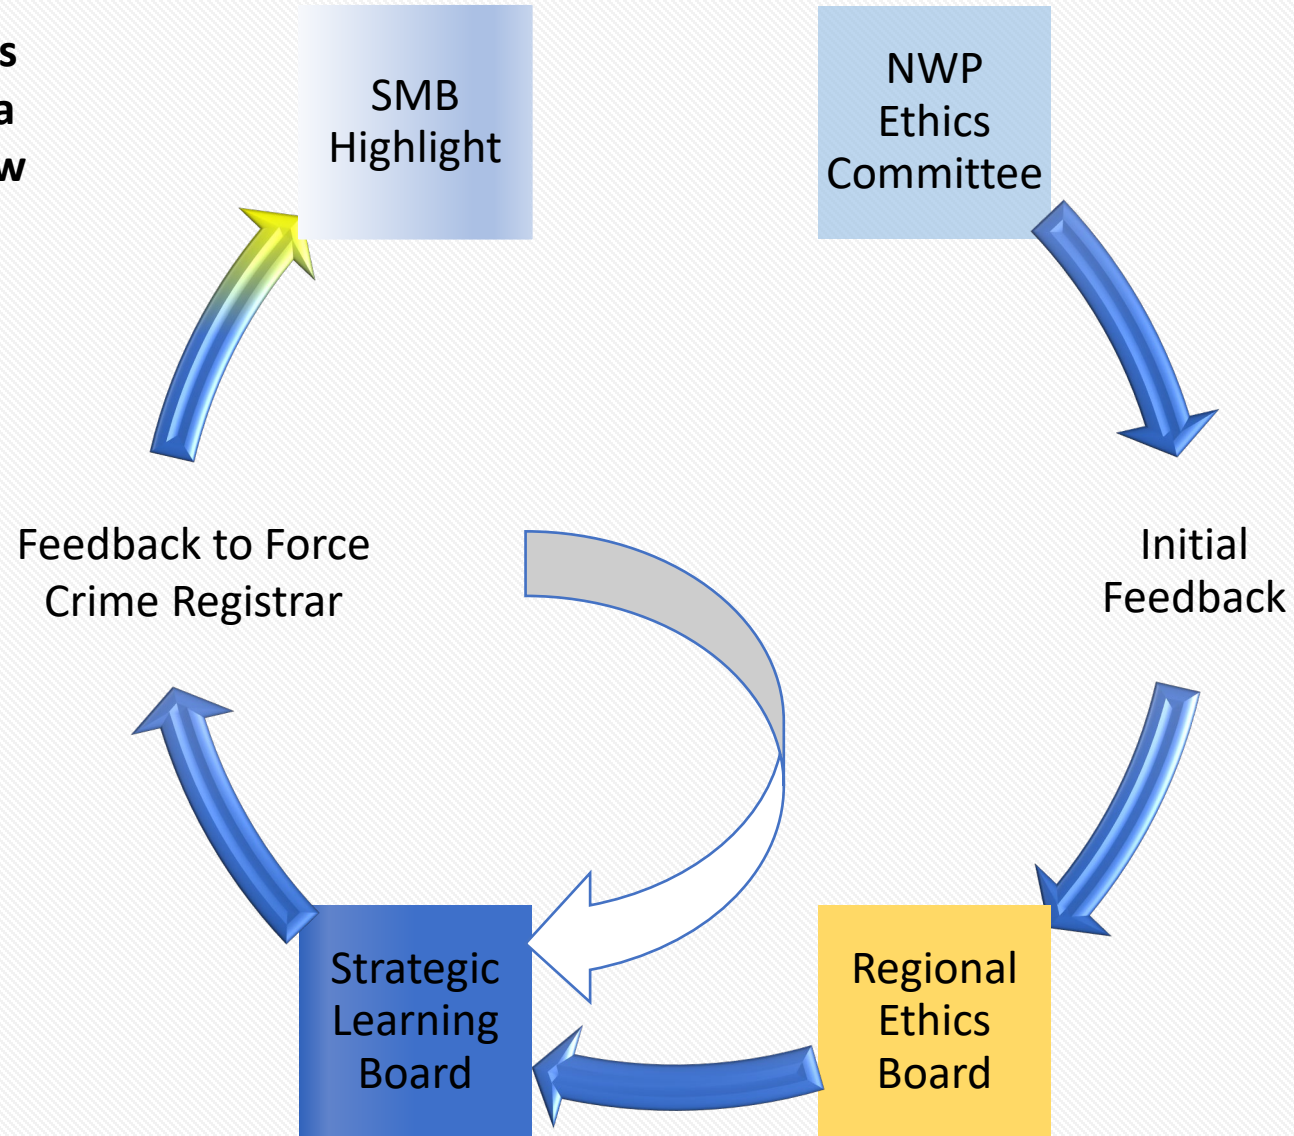 SMB
Highlight
NWP
Ethics
Committee
Feedback to Force
Crime Registrar
Initial
Feedback
Strategic
Learning
Board
Regional
Ethics
Board